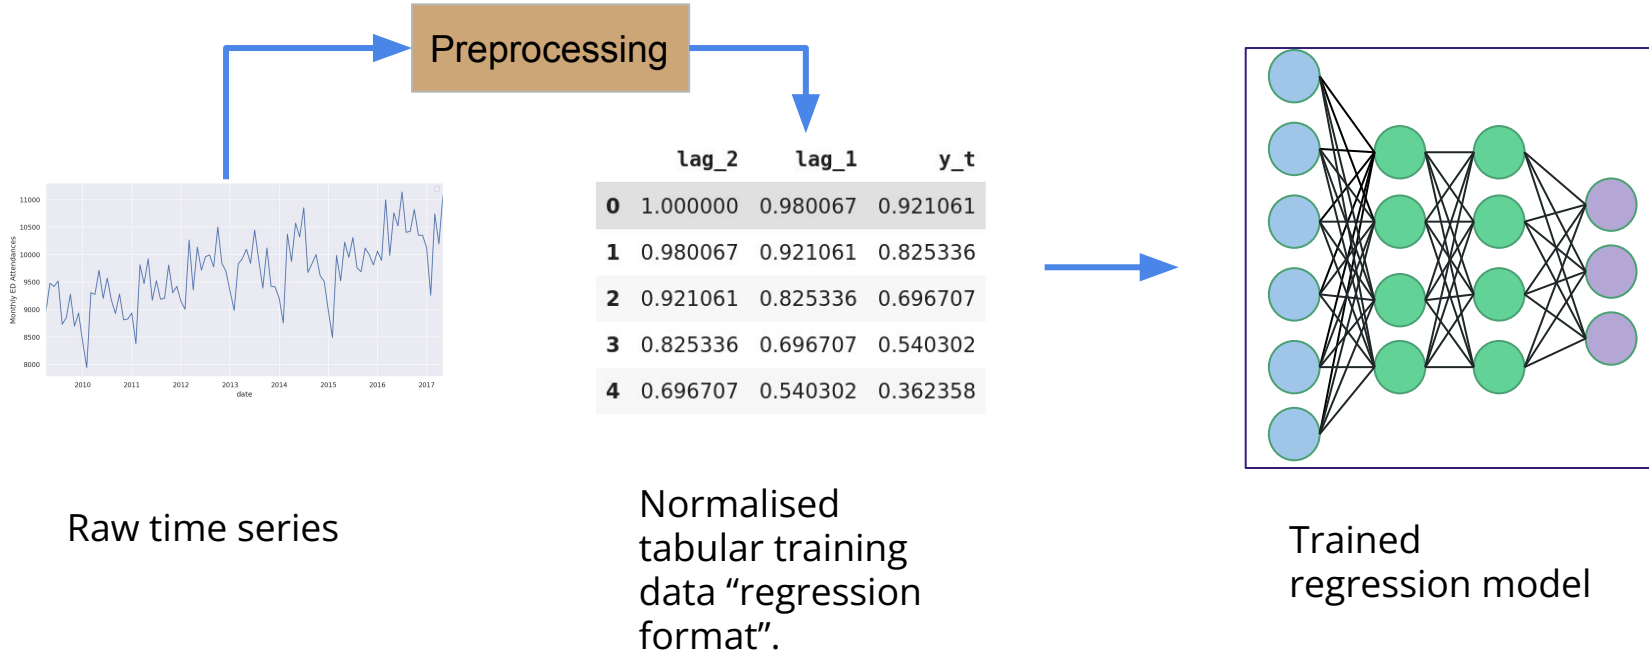 Preprocessing
lag_2 lag_1 y_t
0 1.000000 0.980067 0.921061
1 0.980067 0.921061 0.825336
2 0.921061 0.825336 0.696707
3 0.825336 0.696707 0.540302
4 0.696707 0.540302 0.362358
Monthly ED Attendances
11000
10500
10000
9500
9000
8500
8000
2010 2011 2012 2013 2014 2015 2016 2017
date
Raw time series
Normalised
tabular training
data “regression
format”.
Trained
regression model